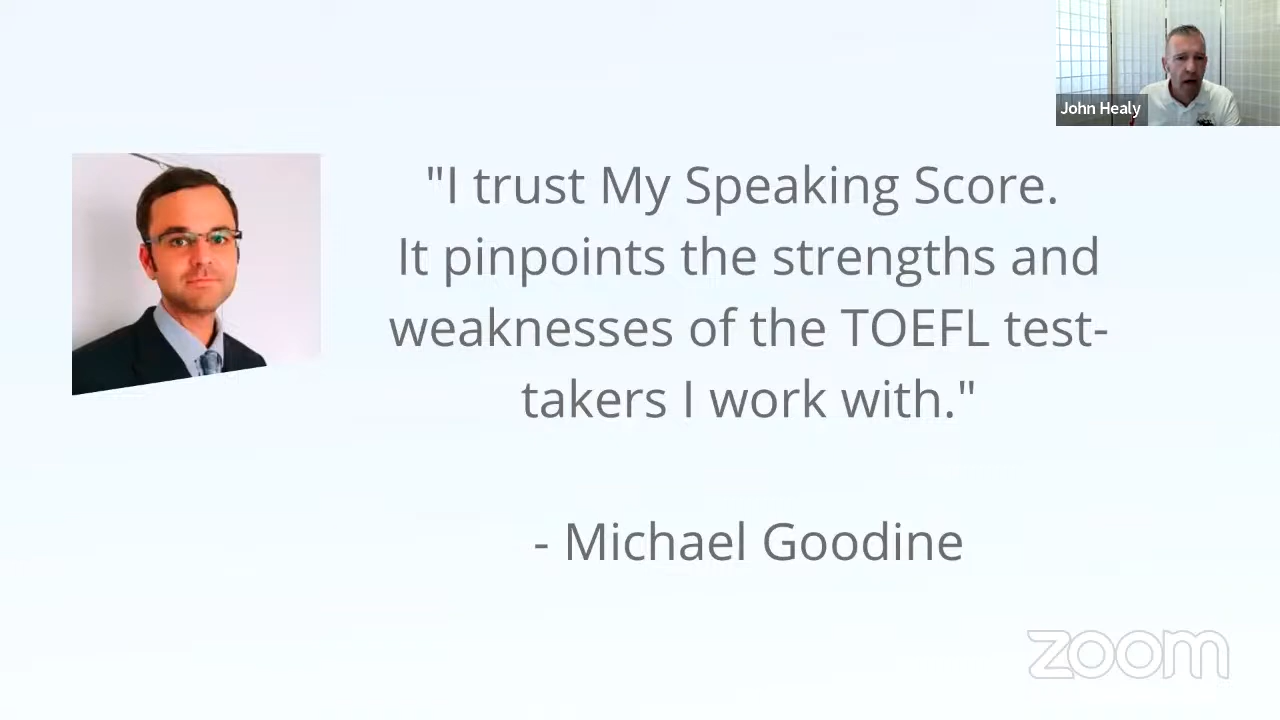 John Healy
"I trust My Speaking Score.
It pinpoints the strengths and
weaknesses of the TOEFL test-
takers I work with."
- Michael Goodine
zoom